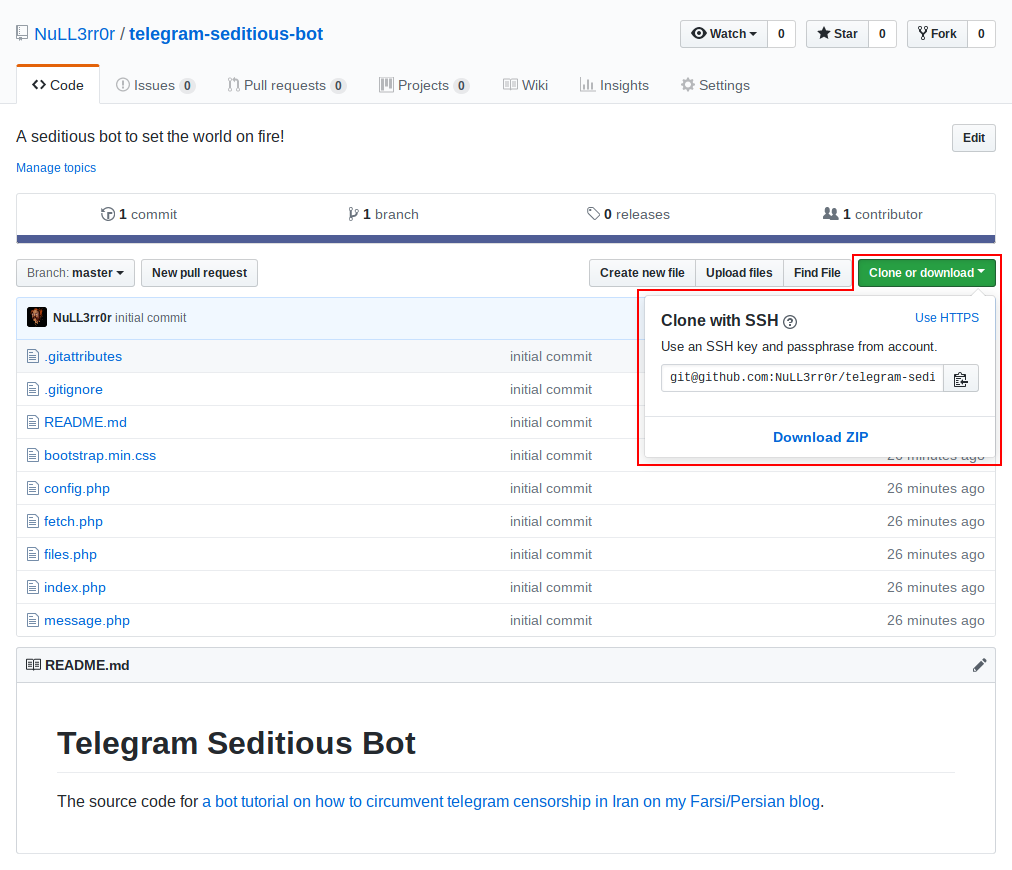 NuLL3rr0r / telegram-seditious-bot
Watch 0 Star 0 Fork 0
Code Issues 0 Pull requests 0 Projects 0 Wiki Insights Settings
A seditious bot to set the world on fire!
Edit
Manage topics
1 commit 1 branch 0 releases 1 contributor
Branch: master New pull request Create new file Upload files Find File Clone or download
NuLL3rr0r initial commit
Clone with SSH ? Use HTTPS
Use an SSH key and passphrase from account.
git@github.com:NuLL3rr0r/telegram-sedi
Download ZIP
.gitattributes initial commit
.gitignore initial commit
README.md initial commit
bootstrap.min.css initial commit 26 minutes ago
config.php initial commit 26 minutes ago
fetch.php initial commit 26 minutes ago
files.php initial commit 26 minutes ago
index.php initial commit 26 minutes ago
message.php initial commit 26 minutes ago
README.md
Telegram Seditious Bot
The source code for a bot tutorial on how to circumvent telegram censorship in Iran on my Farsi/Persian blog.